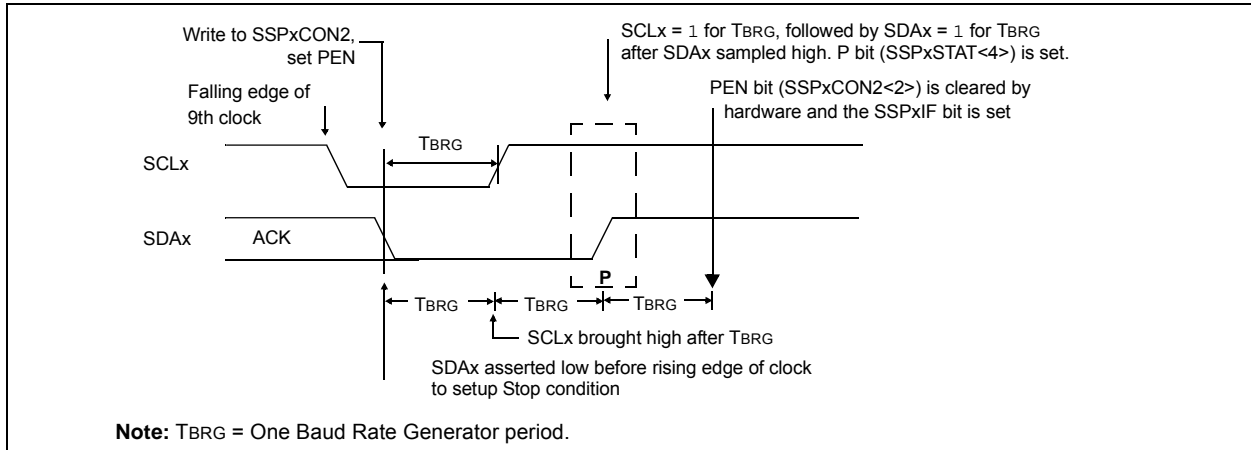 Write to SSPxCON2,
set PEN
SCLx = 1 for TBRG, followed by SDAx = 1 for TBRG
after SDAx sampled high. P bit (SSPxSTAT<4>) is set.
Falling edge of
9th clock
PEN bit (SSPxCON2<2>) is cleared by
hardware and the SSPxIF bit is set
TBRG
SCLx
SDAx
ACK
P
TBRG
TBRG
TBRG
SCLx brought high after TBRG
SDAx asserted low before rising edge of clock
to setup Stop condition
Note: TBRG = One Baud Rate Generator period.